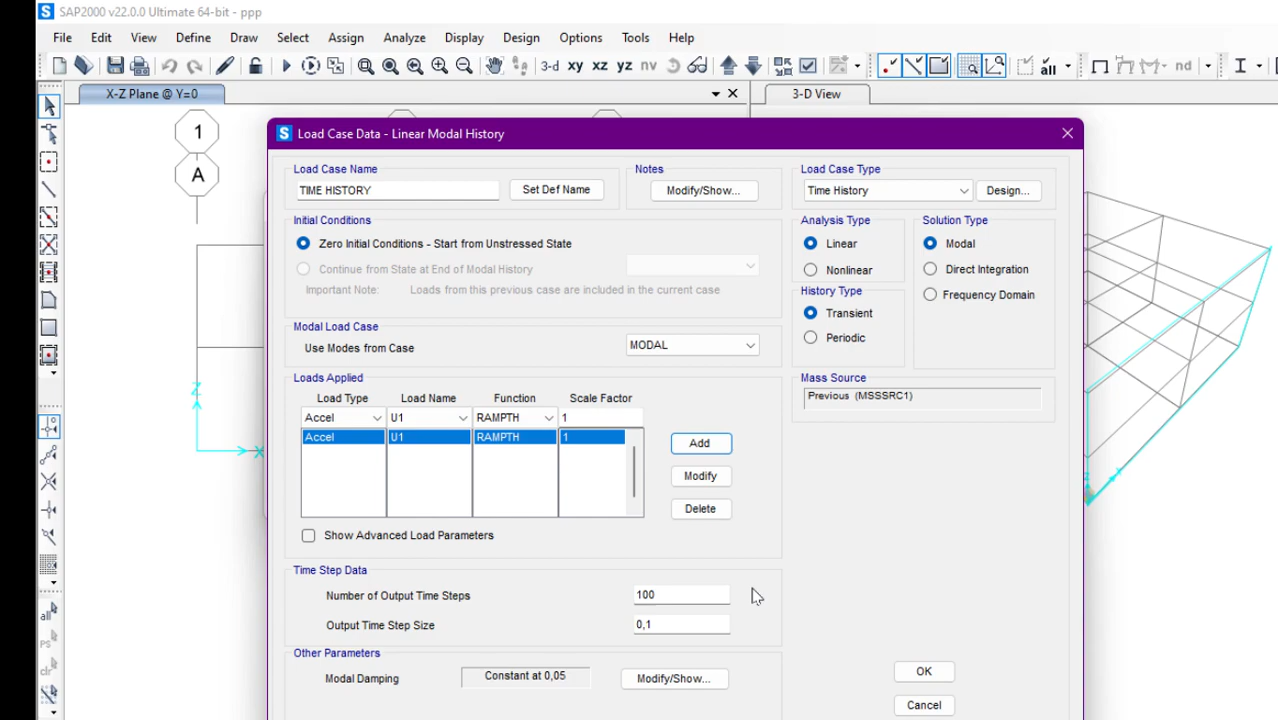 SAP2000 v22.0.0 Ultimate 64-bit - ppp
File Edit View Define Draw Select Assign Analyze Display Design Options Tools Help
3-d xy xz yz nv all nd I
X-Z Plane @ Y=0
3-D View
1
A
Z
X
Load Case Data - Linear Modal History
Load Case Name
TIME HISTORY
Set Def Name
Notes
Modify/Show...
Load Case Type
Time History
Design...
Initial Conditions
Zero Initial Conditions - Start from Unstressed State
Continue from State at End of Modal History
Important Note: Loads from this previous case are included in the current case
Analysis Type
Linear
Nonlinear
Solution Type
Modal
Direct Integration
Frequency Domain
History Type
Transient
Periodic
Modal Load Case
Use Modes from Case
MODAL
Mass Source
Previous (MSSSRC1)
Loads Applied
Load Type Load Name Function Scale Factor
Accel U1 RAMPTH 1
Accel U1 RAMPTH 1
Add
Modify
Delete
Show Advanced Load Parameters
Time Step Data
Number of Output Time Steps 100
Output Time Step Size 0,1
Other Parameters
Modal Damping Constant at 0,05 Modify/Show...
OK
Cancel
all
PS
clr